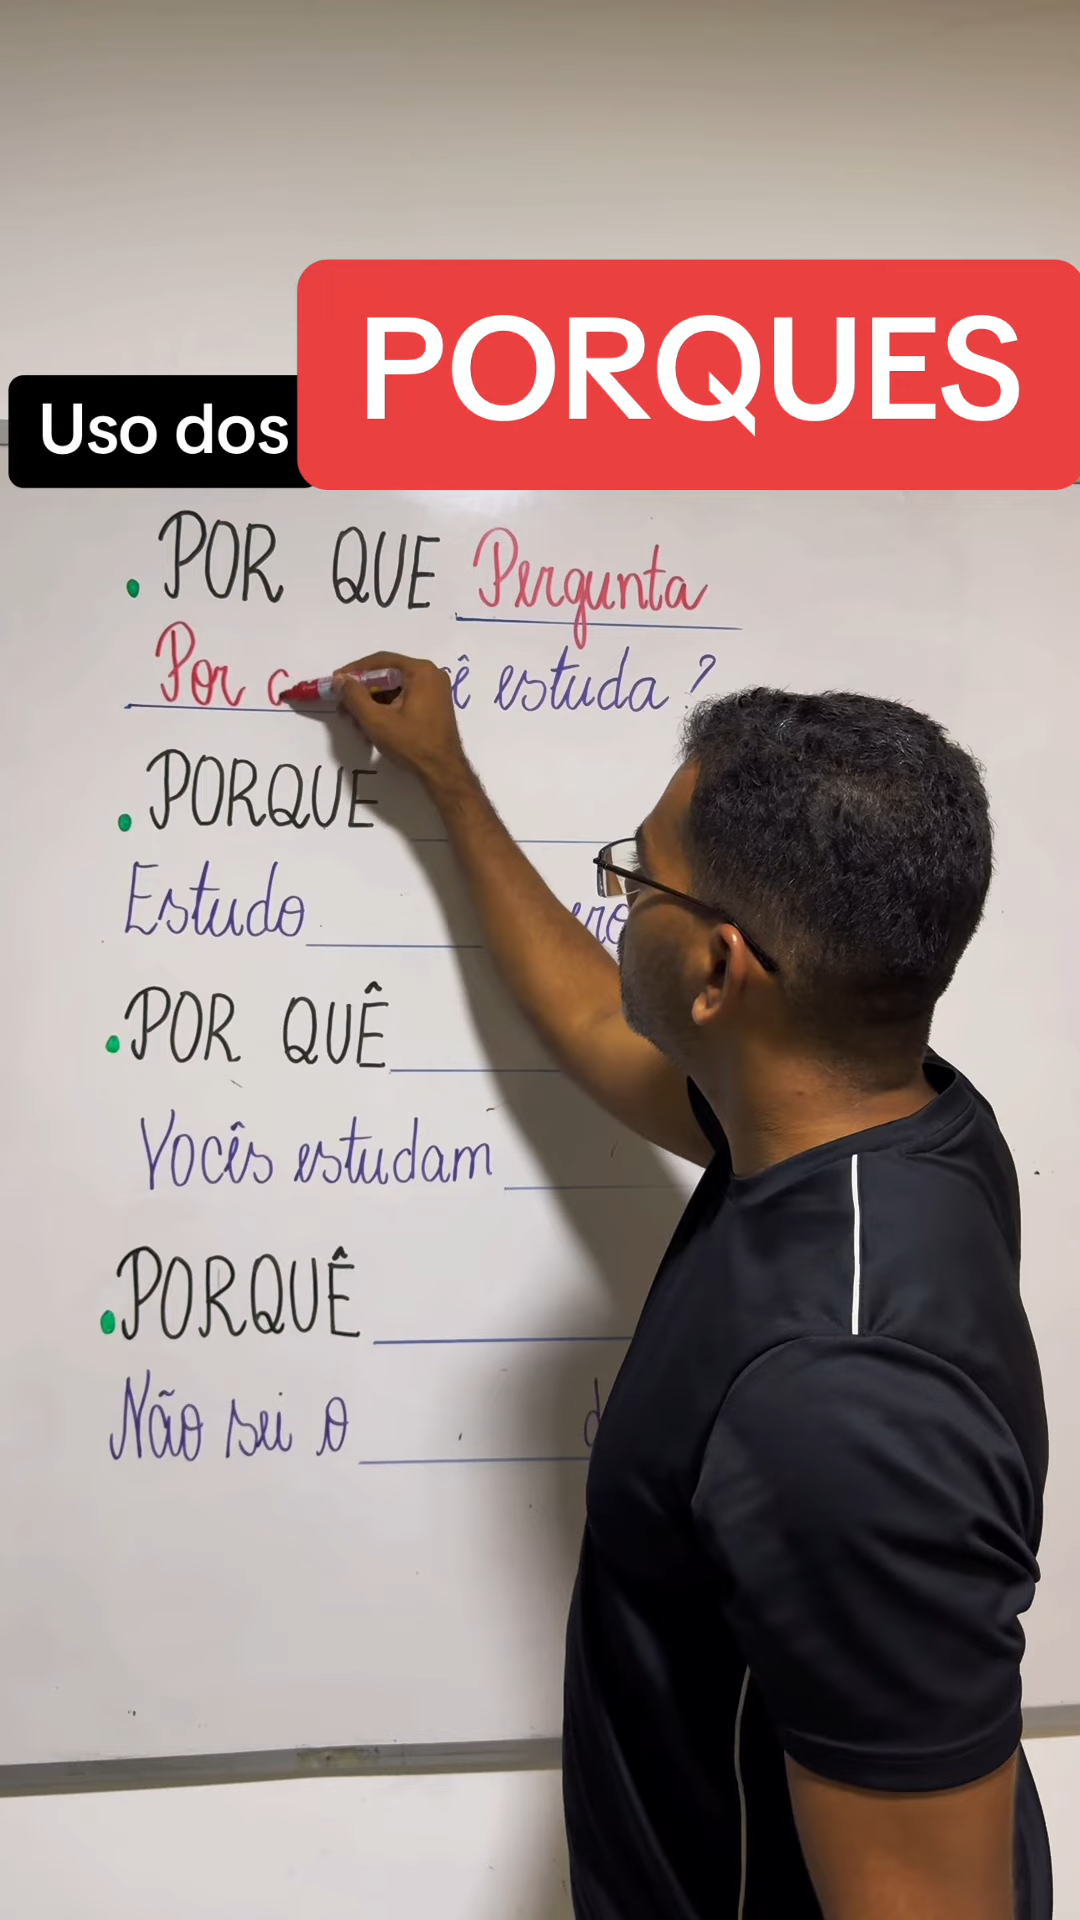 PORQUES
Uso dos
. POR QUE Pergunta
Por estuda ?
. PORQUE
Estudo
. POR QUÊ
Vocês estudam
. PORQUÊ
Não sei o